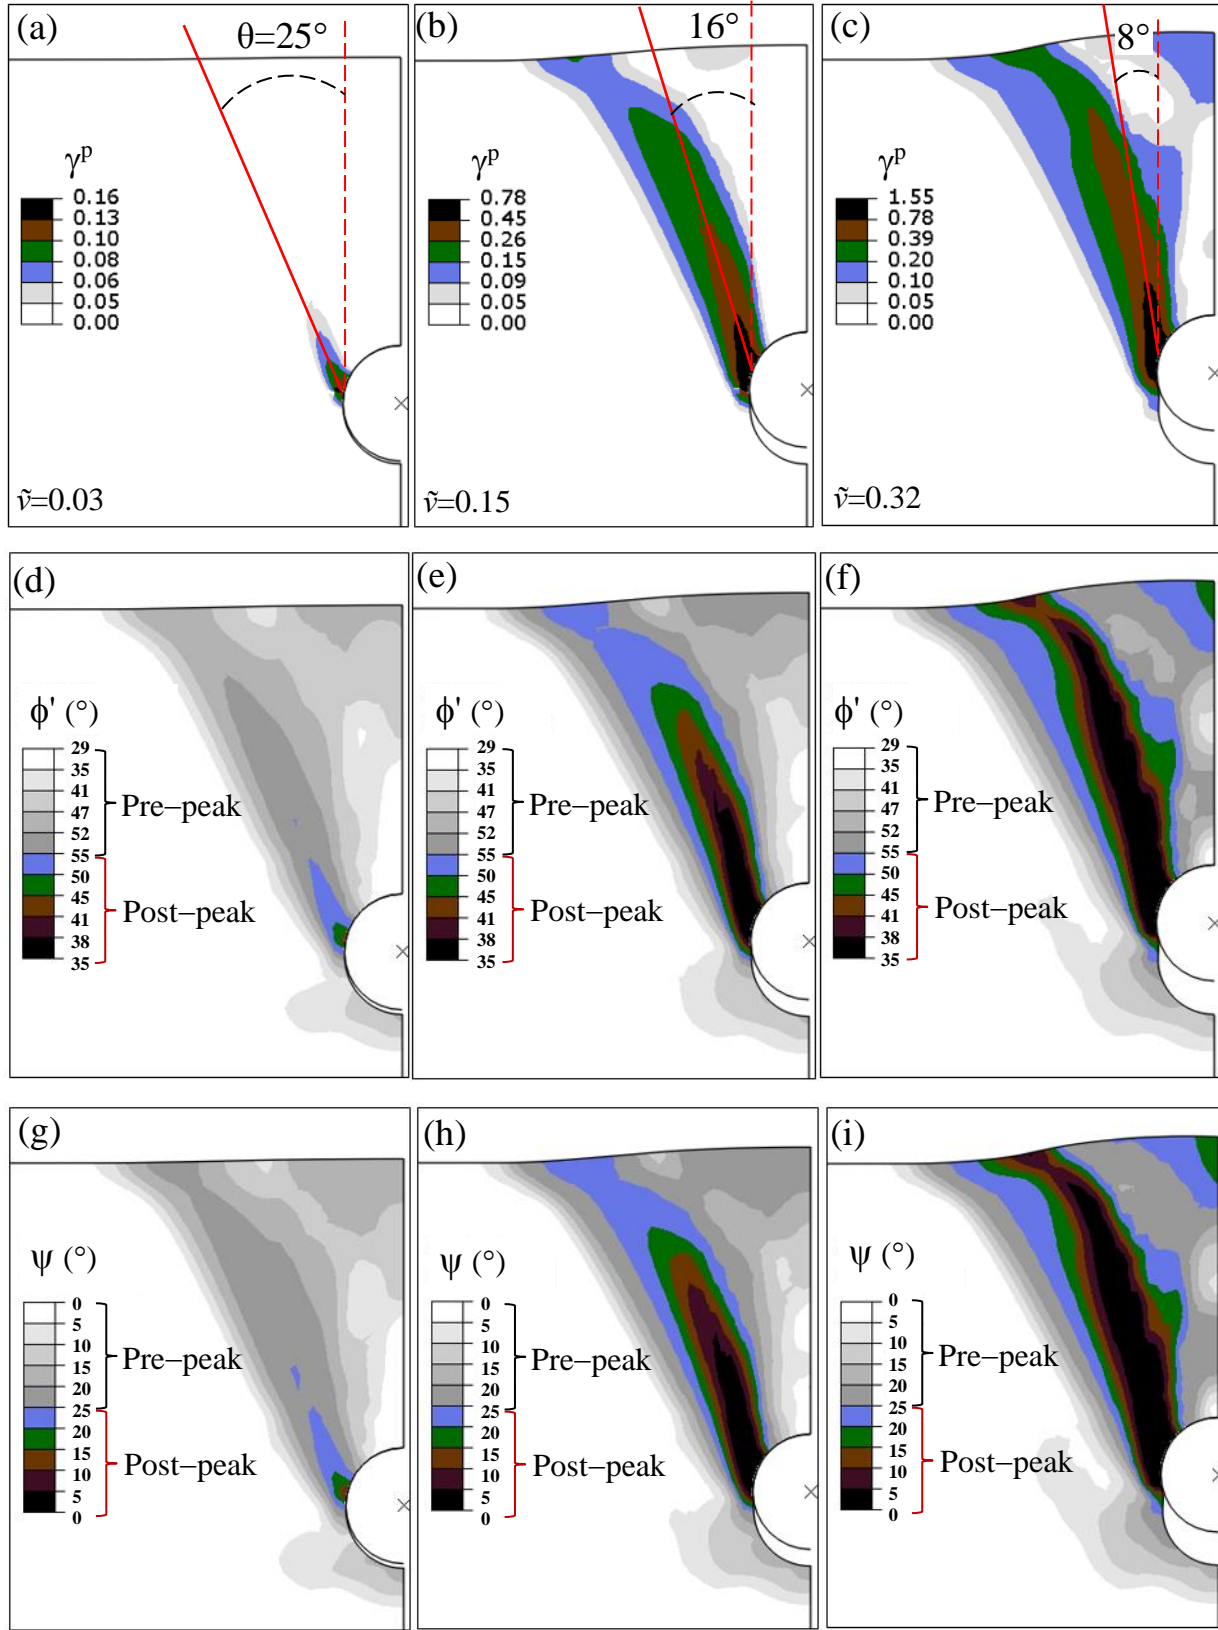 (a)
θ=25°
γᵖ
0.16
0.13
0.10
0.08
0.06
0.05
0.00
ṽ=0.03
(b)
16°
γᵖ
0.78
0.45
0.26
0.15
0.09
0.05
0.00
ṽ=0.15
(c)
8°
γᵖ
1.55
0.78
0.39
0.20
0.10
0.05
0.00
ṽ=0.32
(d)
ϕ' (°)
29
35
41
47
52
55
50
45
41
38
35
Pre–peak
Post–peak
(e)
ϕ' (°)
29
35
41
47
52
55
50
45
41
38
35
Pre–peak
Post–peak
(f)
ϕ' (°)
29
35
41
47
52
55
50
45
41
38
35
Pre–peak
Post–peak
(g)
ψ (°)
0
5
10
15
20
25
20
15
10
5
0
Pre–peak
Post–peak
(h)
ψ (°)
0
5
10
15
20
25
20
15
10
5
0
Pre–peak
Post–peak
(i)
ψ (°)
0
5
10
15
20
25
20
15
10
5
0
Pre–peak
Post–peak